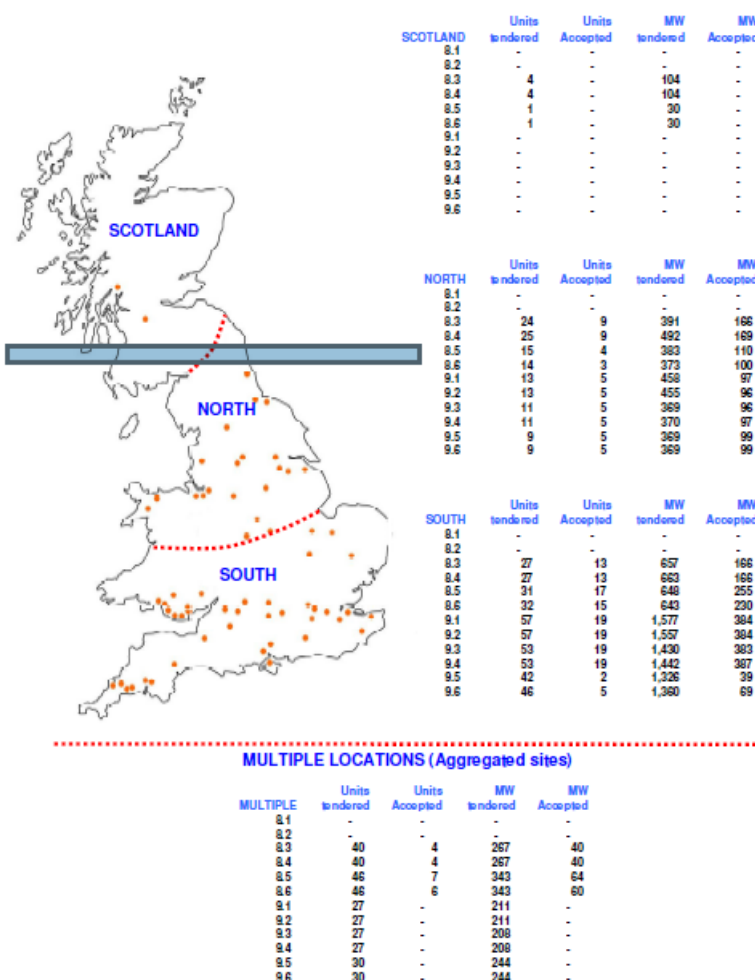 Units Units MW MW
SCOTLAND tendered Accepted tendered Accepted
8.1 - - - -
8.2 - - - -
8.3 4 - 104 -
8.4 4 - 104 -
8.5 1 - 30 -
8.6 1 - 30 -
9.1 - - - -
9.2 - - - -
9.3 - - - -
9.4 - - - -
9.5 - - - -
9.6 - - - -
SCOTLAND
Units Units MW MW
NORTH tendered Accepted tendered Accepted
8.1 - - - -
8.2 - - - -
8.3 24 9 391 166
8.4 25 9 492 169
8.5 15 4 383 110
8.6 14 3 373 100
9.1 13 5 458 97
9.2 13 5 455 96
9.3 11 5 369 96
9.4 11 5 370 97
9.5 9 5 369 99
9.6 9 5 369 99
NORTH
Units Units MW MW
SOUTH tendered Accepted tendered Accepted
8.1 - - - -
8.2 - - - -
8.3 27 13 657 166
8.4 27 13 663 166
8.5 31 17 648 255
8.6 32 15 643 230
9.1 57 19 1,577 384
9.2 57 19 1,557 384
9.3 53 19 1,430 383
9.4 53 19 1,442 387
9.5 42 2 1,326 39
9.6 46 5 1,360 69
SOUTH
MULTIPLE LOCATIONS (Aggregated sites)
Units Units MW MW
MULTIPLE tendered Accepted tendered Accepted
8.1 - - - -
8.2 - - - -
8.3 40 4 267 40
8.4 40 4 267 40
8.5 46 7 343 64
8.6 46 6 343 60
9.1 27 - 211 -
9.2 27 - 211 -
9.3 27 - 208 -
9.4 27 - 208 -
9.5 30 - 244 -
9.6 30 - 244 -